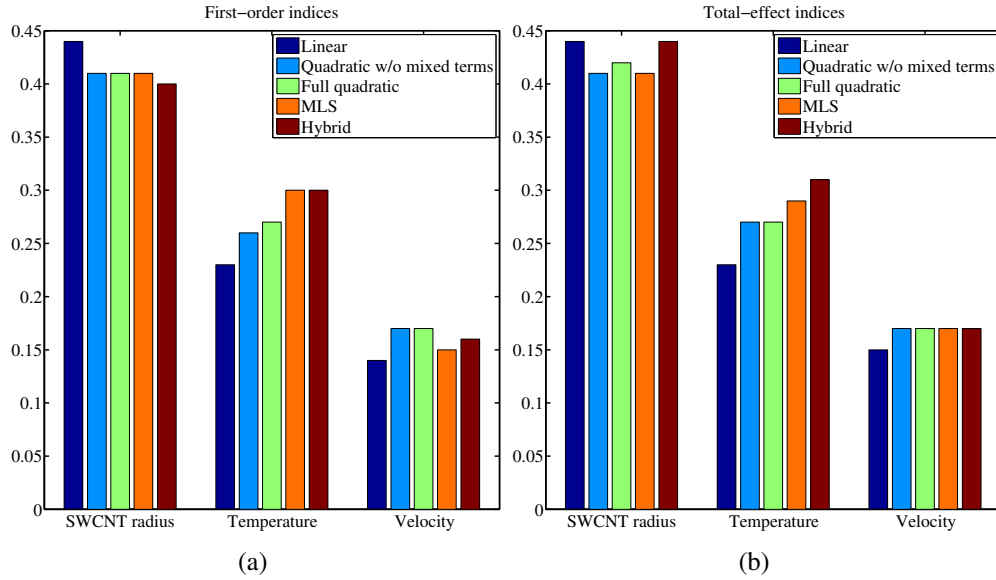 First−order indices
0.45
0.4
0.35
0.3
0.25
0.2
0.15
0.1
0.05
0
Linear
Quadratic w/o mixed terms
Full quadratic
MLS
Hybrid
SWCNT radius Temperature Velocity
(a)
Total−effect indices
0.45
0.4
0.35
0.3
0.25
0.2
0.15
0.1
0.05
0
Linear
Quadratic w/o mixed terms
Full quadratic
MLS
Hybrid
SWCNT radius Temperature Velocity
(b)